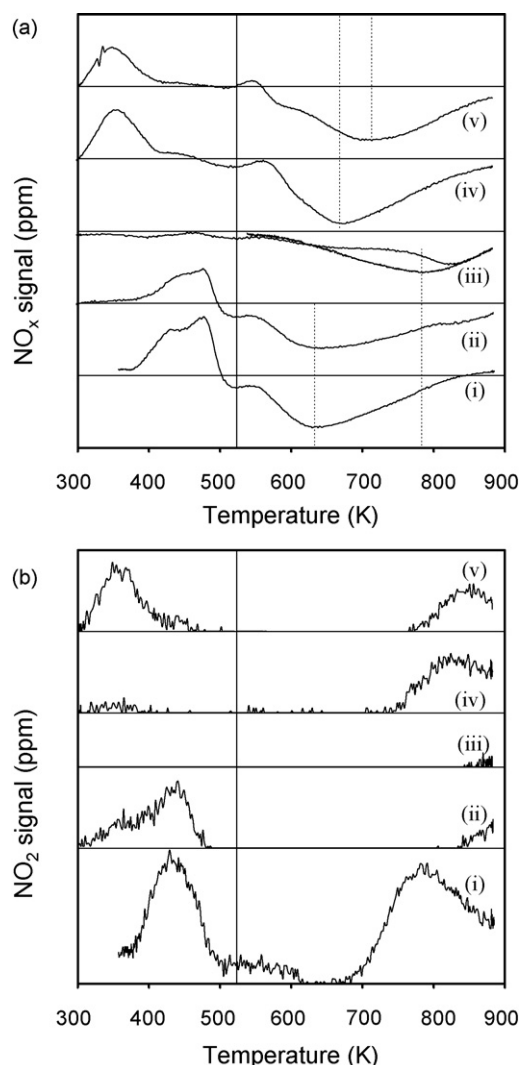 (a)
NOx signal (ppm)
(v)
(iv)
(iii)
(ii)
(i)
300 400 500 600 700 800 900
Temperature (K)
(b)
NO2 signal (ppm)
(v)
(iv)
(iii)
(ii)
(i)
300 400 500 600 700 800 900
Temperature (K)